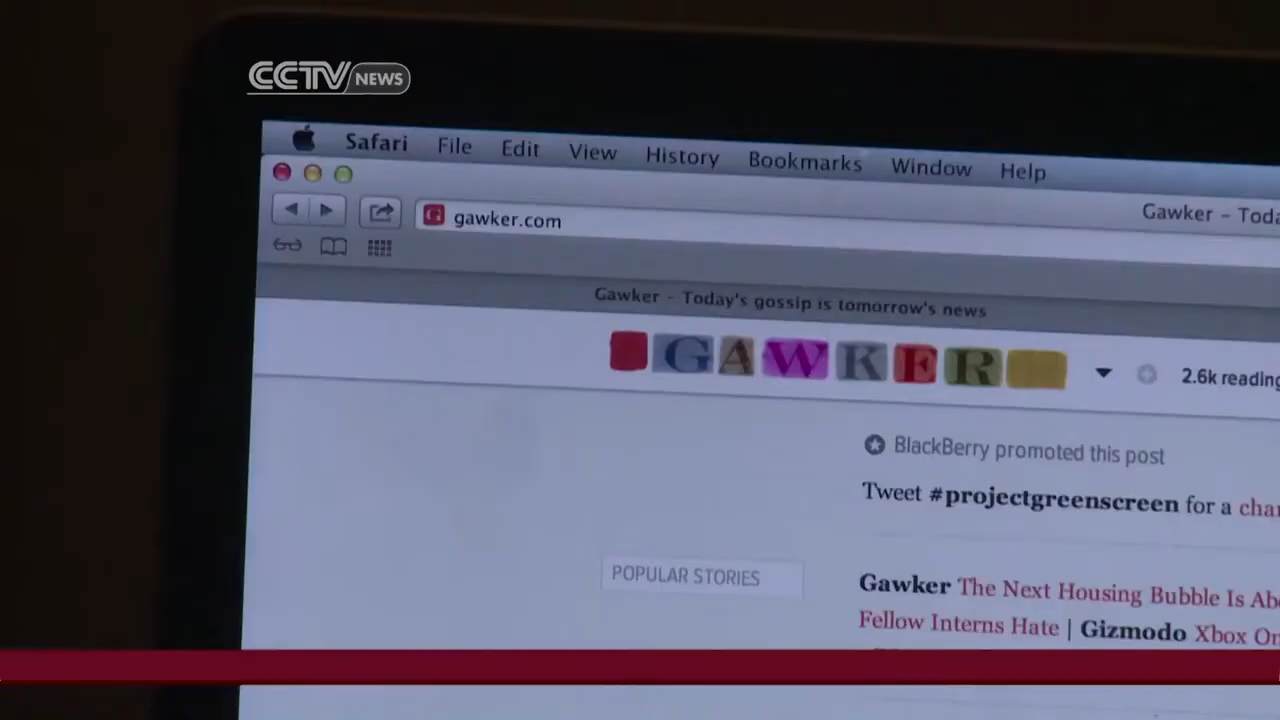 CCTV NEWS
Safari File Edit View History Bookmarks Window Help
Gawker –
gawker.com
Gawker – Today's gossip is tomorrow's news
GAWKER
2.6k reading
BlackBerry promoted this post
Tweet #projectgreenscreen for a
POPULAR STORIES
Gawker The Next Housing Bubble Is
Fellow Interns Hate | Gizmodo Xbox